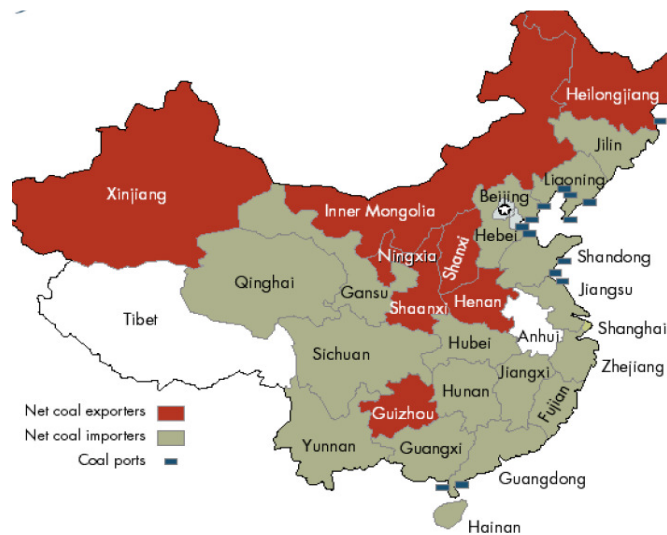 Heilongjiang
Jilin
Liaoning
Xinjiang
Beijing
Inner Mongolia
Hebei
Ningxia
Shanxi
Shandong
Qinghai
Gansu
Shaanxi
Henan
Jiangsu
Tibet
Anhui
Shanghai
Hubei
Sichuan
Zhejiang
Jiangxi
Hunan
Fujian
Guizhou
Net coal exporters
Net coal importers
Yunnan
Guangxi
Coal ports
Guangdong
Hainan